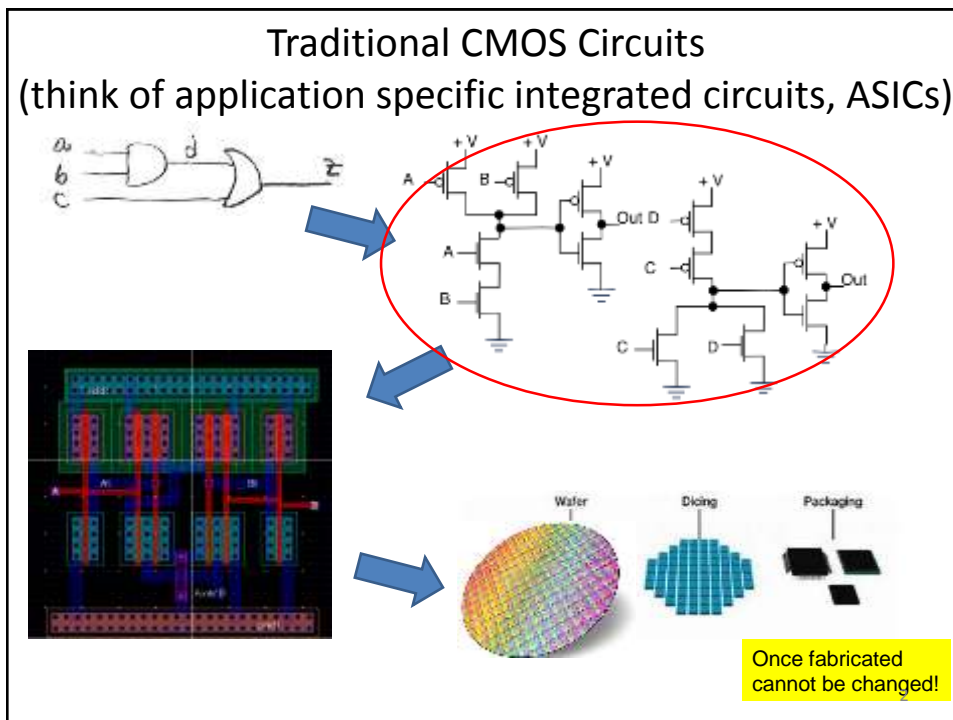 Traditional CMOS Circuits
(think of application specific integrated circuits, ASICs)
a
b
c
d
z
+ V
+ V
+ V
A
B
Out
A
B
+ V
+ V
D
C
Out
C
D
Wafer
Dicing
Packaging
Once fabricated
cannot be changed!
2